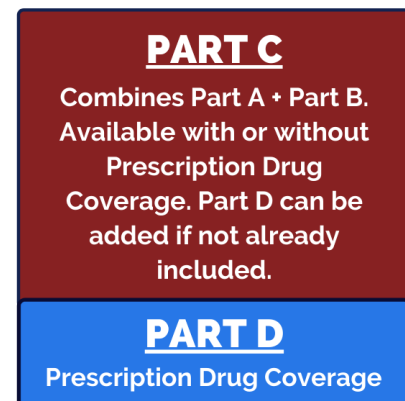 PART C
Combines Part A + Part B.
Available with or without
Prescription Drug
Coverage. Part D can be
added if not already
included.
PART D
Prescription Drug Coverage